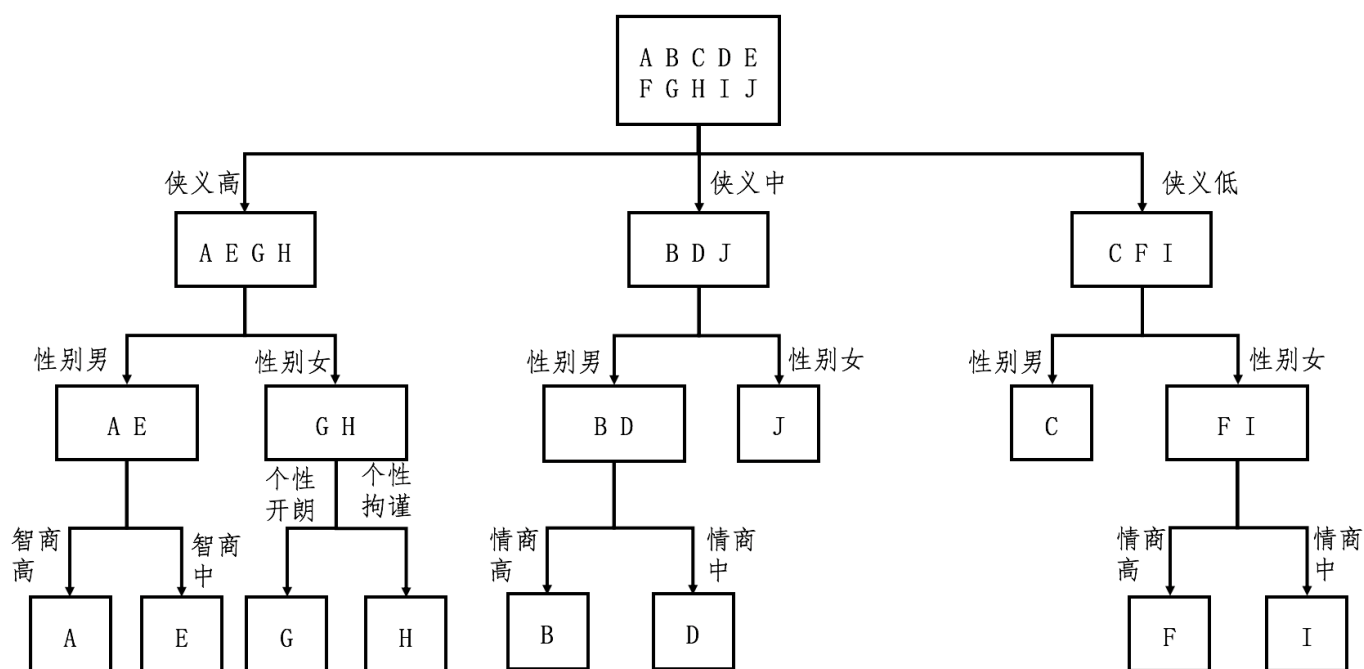 A B C D E
F G H I J
侠义高
侠义中
侠义低
A E G H
B D J
C F I
性别男
性别女
性别男
性别女
性别男
性别女
A E
G H
B D
J
C
F I
个性
开朗
个性
拘谨
智商
高
智商
中
情商
高
情商
中
情商
高
情商
中
A
E
G
H
B
D
F
I